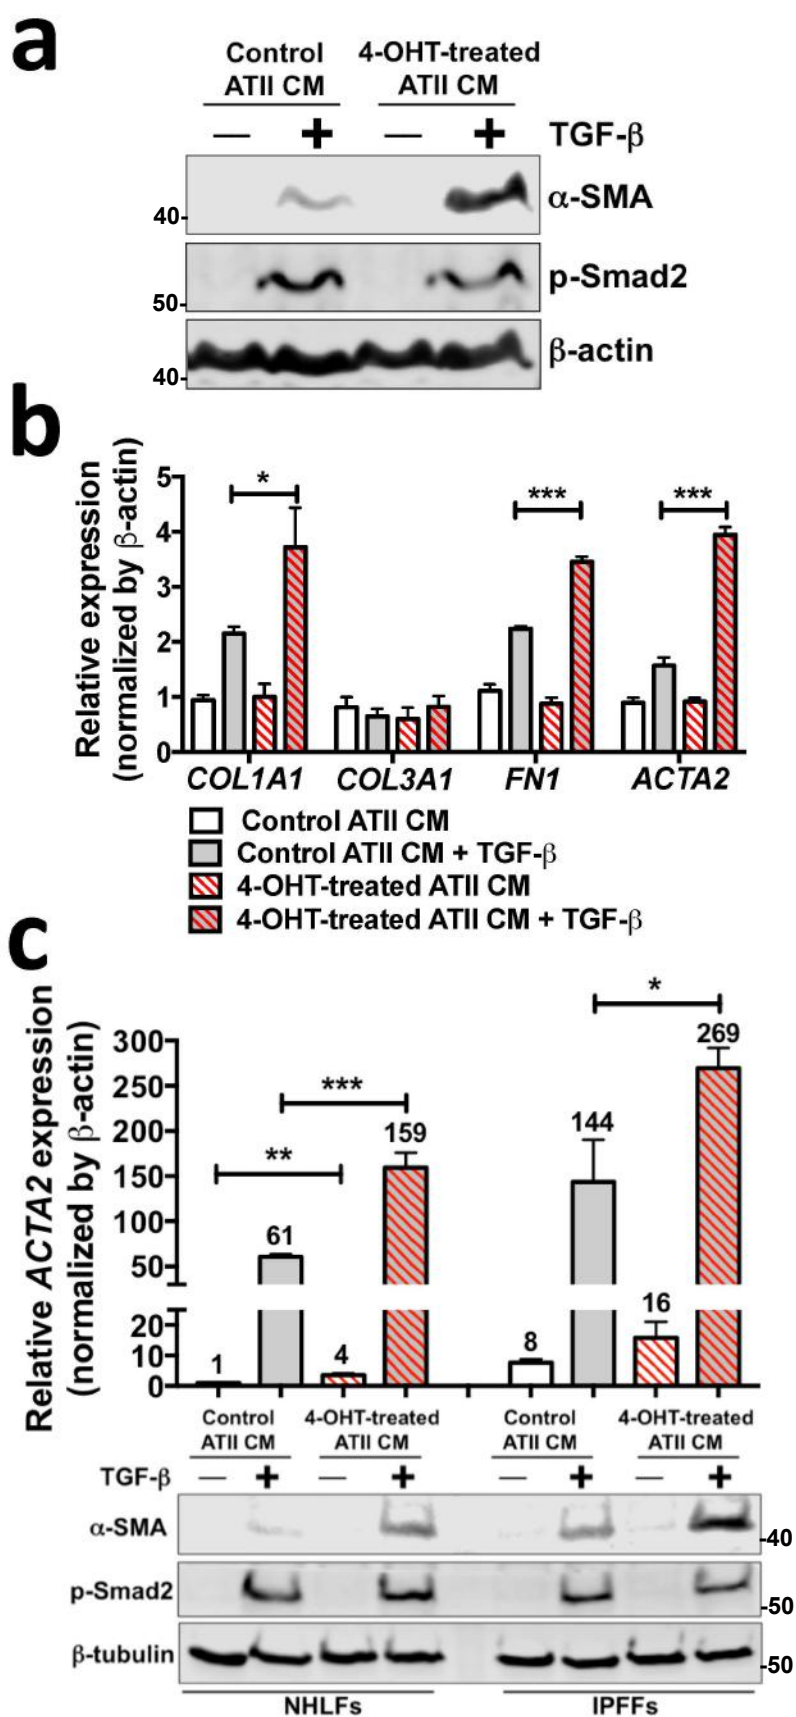 a
Control 4-OHT-treated
ATII CM ATII CM
— + — + TGF-β
α-SMA
40-
p-Smad2
50-
β-actin
40-
b
Relative expression
(normalized by β-actin)
5
4
3
2
1
0
* *** ***
COL1A1 COL3A1 FN1 ACTA2
Control ATII CM
Control ATII CM + TGF-β
4-OHT-treated ATII CM
4-OHT-treated ATII CM + TGF-β
c
Relative ACTA2 expression
(normalized by β-actin)
300
250
200
150
100
50
20
10
0
*
***
**
1 61 4 159 8 144 16 269
Control 4-OHT-treated Control 4-OHT-treated
ATII CM ATII CM ATII CM ATII CM
TGF-β — + — + — + — +
α-SMA
-40
p-Smad2
-50
β-tubulin
-50
NHLFs IPFFs